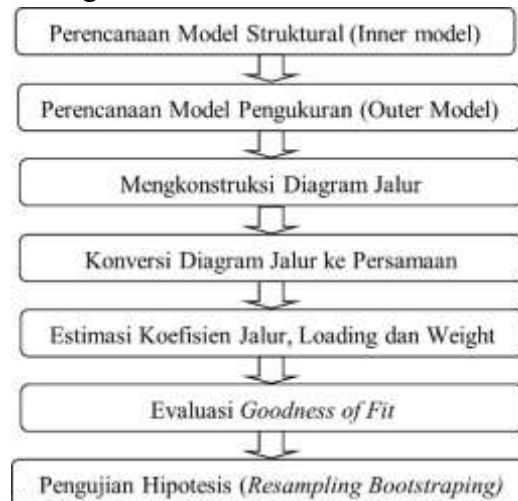 Perencanaan Model Struktural (Inner model)
Perencanaan Model Pengukuran (Outer Model)
Mengkonstruksi Diagram Jalur
Konversi Diagram Jalur ke Persamaan
Estimasi Koefisien Jalur, Loading dan Weight
Evaluasi Goodness of Fit
Pengujian Hipotesis (Resampling Bootstraping)